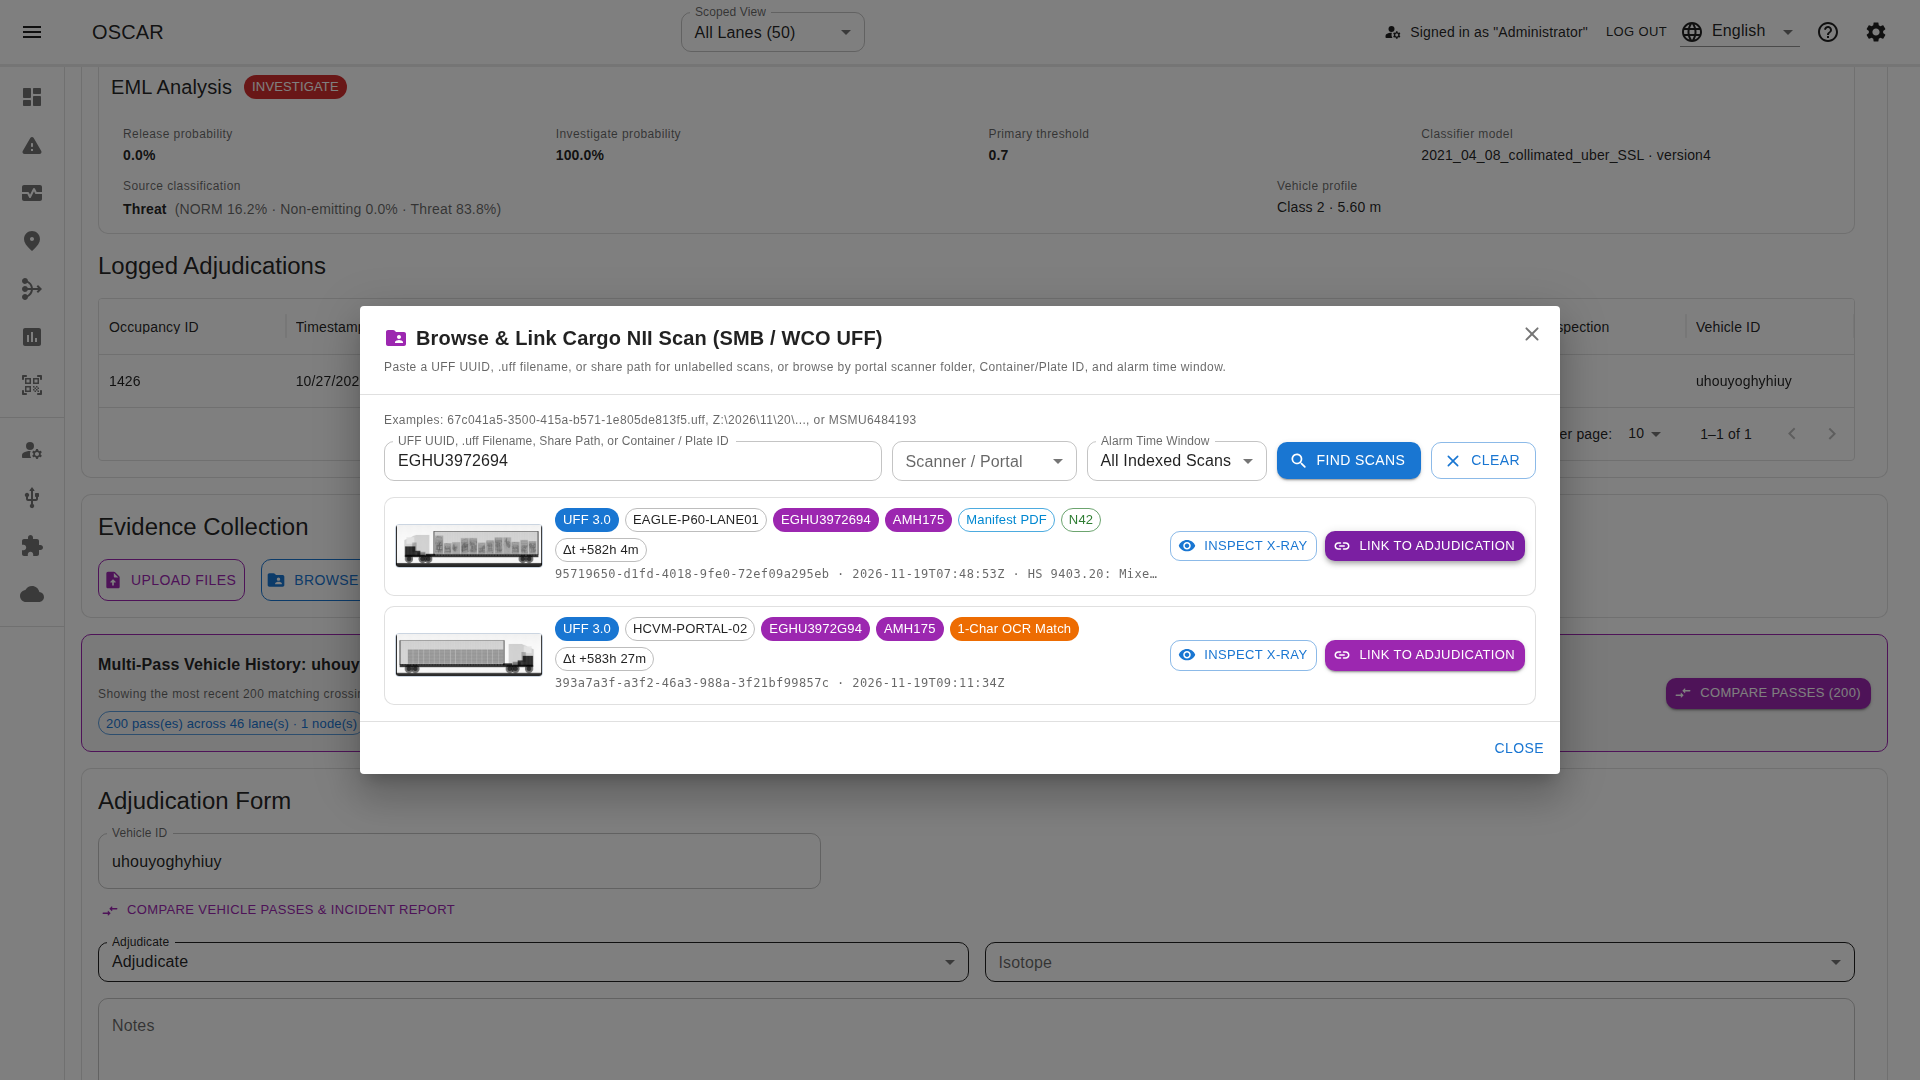 OSCAR
Scoped View
All Lanes (50)
Signed in as "Administrator"
LOG OUT
English
EML Analysis
INVESTIGATE
Release probability
Investigate probability
Primary threshold
Classifier model
0.0%
100.0%
0.7
2021_04_08_collimated_uber_SSL · version4
Source classification
Vehicle profile
Threat (NORM 16.2% · Non-emitting 0.0% · Threat 83.8%)
Class 2 · 5.60 m
Logged Adjudications
Occupancy ID
Vehicle ID
1426
uhouyoghyhiuy
10
1–1 of 1
Browse & Link Cargo NII Scan (SMB / WCO UFF)
Paste a UFF UUID, .uff filename, or share path for unlabelled scans, or browse by portal scanner folder, Container/Plate ID, and alarm time window.
Examples: 67c041a5-3500-415a-b571-1e805de813f5.uff, Z:\2026\11\20\..., or MSMU6484193
UFF UUID, .uff Filename, Share Path, or Container / Plate ID
EGHU3972694
Scanner / Portal
Alarm Time Window
All Indexed Scans
FIND SCANS
CLEAR
UFF 3.0
EAGLE-P60-LANE01
EGHU3972694
AMH175
Manifest PDF
N42
Δt +582h 4m
95719650-d1fd-4018-9fe0-72ef09a295eb · 2026-11-19T07:48:53Z · HS 9403.20: Mixe…
INSPECT X-RAY
LINK TO ADJUDICATION
UFF 3.0
HCVM-PORTAL-02
EGHU3972G94
AMH175
1-Char OCR Match
Δt +583h 27m
393a7a3f-a3f2-46a3-988a-3f21bf99857c · 2026-11-19T09:11:34Z
INSPECT X-RAY
LINK TO ADJUDICATION
CLOSE
Evidence Collection
UPLOAD FILES
BROWSE
Multi-Pass Vehicle History:
Showing the most recent 200 matching
200 pass(es) across 46 lane(s) · 1 node(s)
COMPARE PASSES (200)
Adjudication Form
Vehicle ID
uhouyoghyhiuy
COMPARE VEHICLE PASSES & INCIDENT REPORT
Adjudicate
Adjudicate
Isotope
Notes